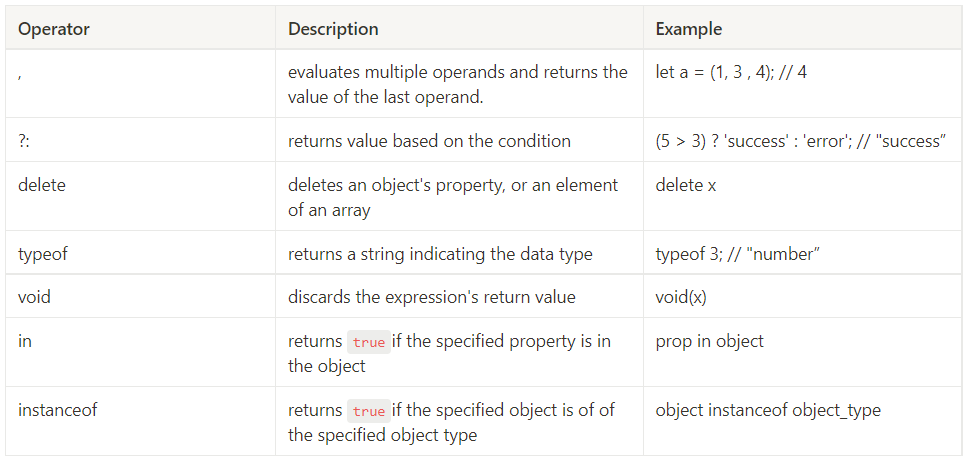 Operator Description Example
, evaluates multiple operands and returns the let a = (1, 3 , 4); // 4
value of the last operand.
?: returns value based on the condition (5 > 3) ? 'success' : 'error'; // "success”
delete deletes an object's property, or an element delete x
of an array
typeof returns a string indicating the data type typeof 3; // "number”
void discards the expression's return value void(x)
in returns true if the specified property is in prop in object
the object
instanceof returns true if the specified object is of of object instanceof object_type
the specified object type